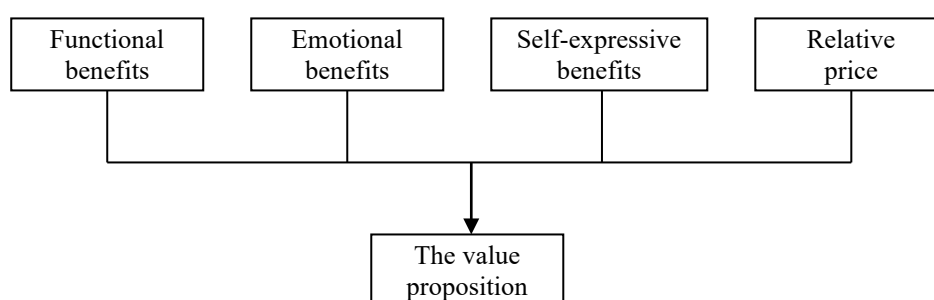 Functional
benefits
Emotional
benefits
Self-expressive
benefits
Relative
price
The value
proposition